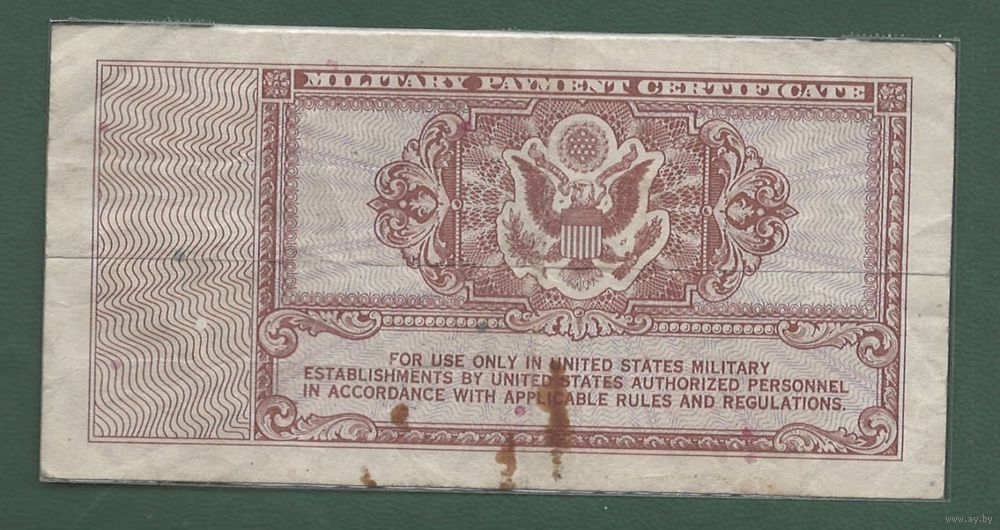 MILITARY PAYMENT CERTIFICATE
FOR USE ONLY IN UNITED STATES MILITARY
ESTABLISHMENTS BY UNITED STATES AUTHORIZED PERSONNEL
IN ACCORDANCE WITH APPLICABLE RULES AND REGULATIONS.
www.ay.by